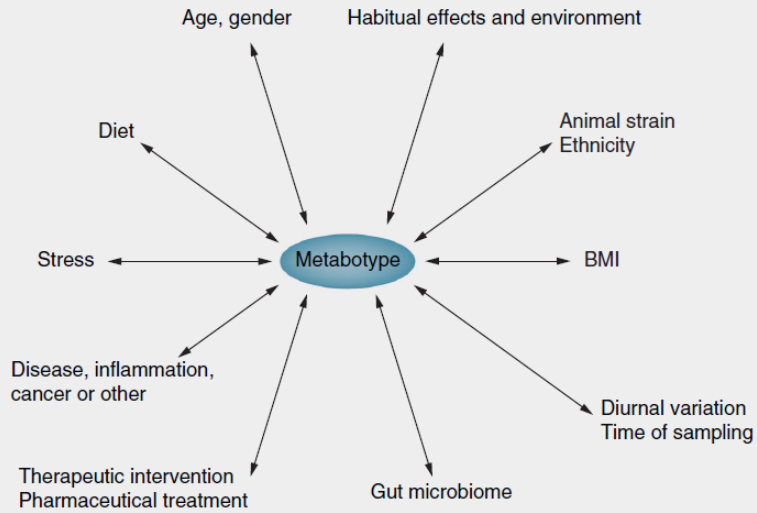 Age, gender
Habitual effects and environment
Diet
Animal strain
Ethnicity
Stress
Metabotype
BMI
Disease, inflammation,
cancer or other
Diurnal variation
Time of sampling
Therapeutic intervention
Pharmaceutical treatment
Gut microbiome